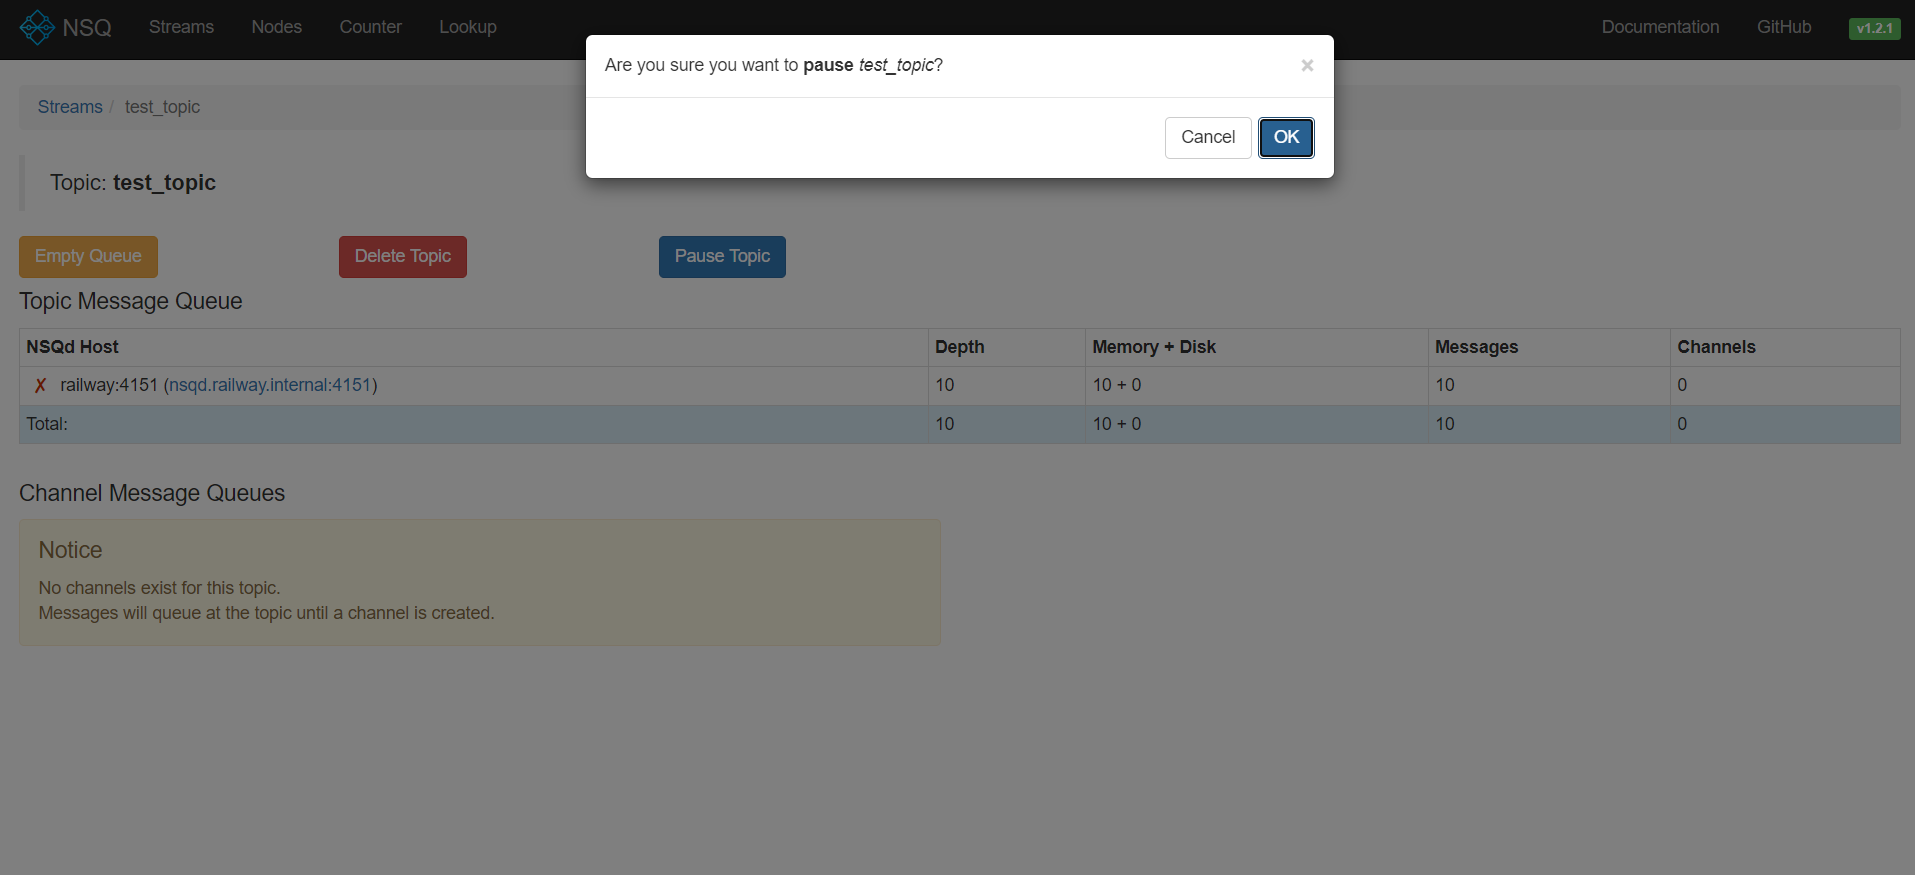 NSQ Streams Nodes Counter Lookup Documentation GitHub v1.2.1
Are you sure you want to pause test_topic? ×
Cancel OK
Streams / test_topic
Topic: test_topic
Empty Queue Delete Topic Pause Topic
Topic Message Queue
NSQd Host Depth Memory + Disk Messages Channels
✗ railway:4151 (nsqd.railway.internal:4151) 10 10 + 0 10 0
Total: 10 10 + 0 10 0
Channel Message Queues
Notice
No channels exist for this topic.
Messages will queue at the topic until a channel is created.